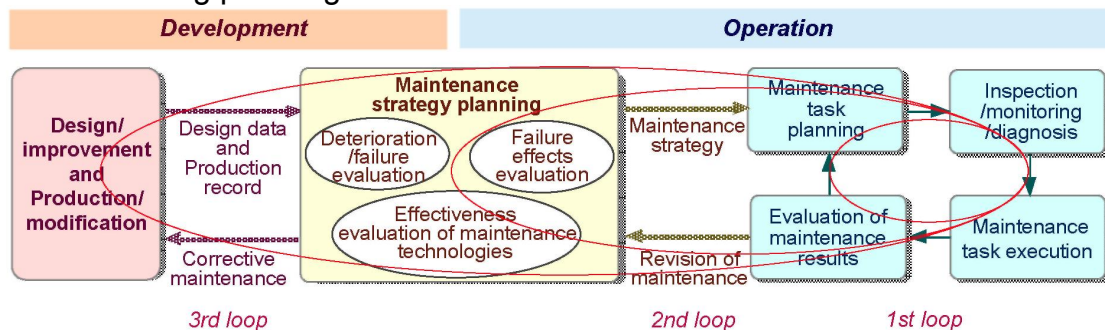 Development
Operation
Design/
improvement
and
Production/
modification
Design data
and
Production
record
Corrective
maintenance
Maintenance
strategy planning
Deterioration
/failure
evaluation
Failure
effects
evaluation
Effectiveness
evaluation of maintenance
technologies
Maintenance
strategy
Revision of
maintenance
Maintenance
task
planning
Inspection
/monitoring
/diagnosis
Evaluation of
maintenance
results
Maintenance
task execution
3rd loop
2nd loop
1st loop